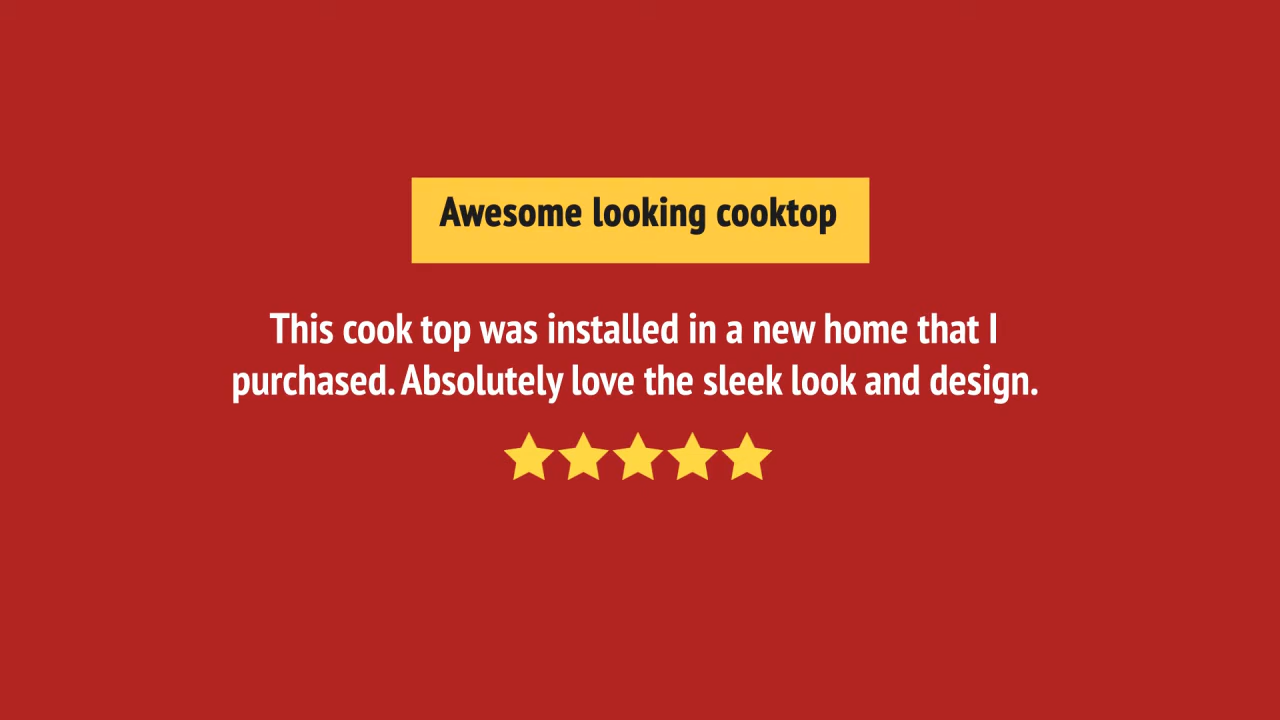 Awesome looking cooktop
This cook top was installed in a new home that I
purchased. Absolutely love the sleek look and design.